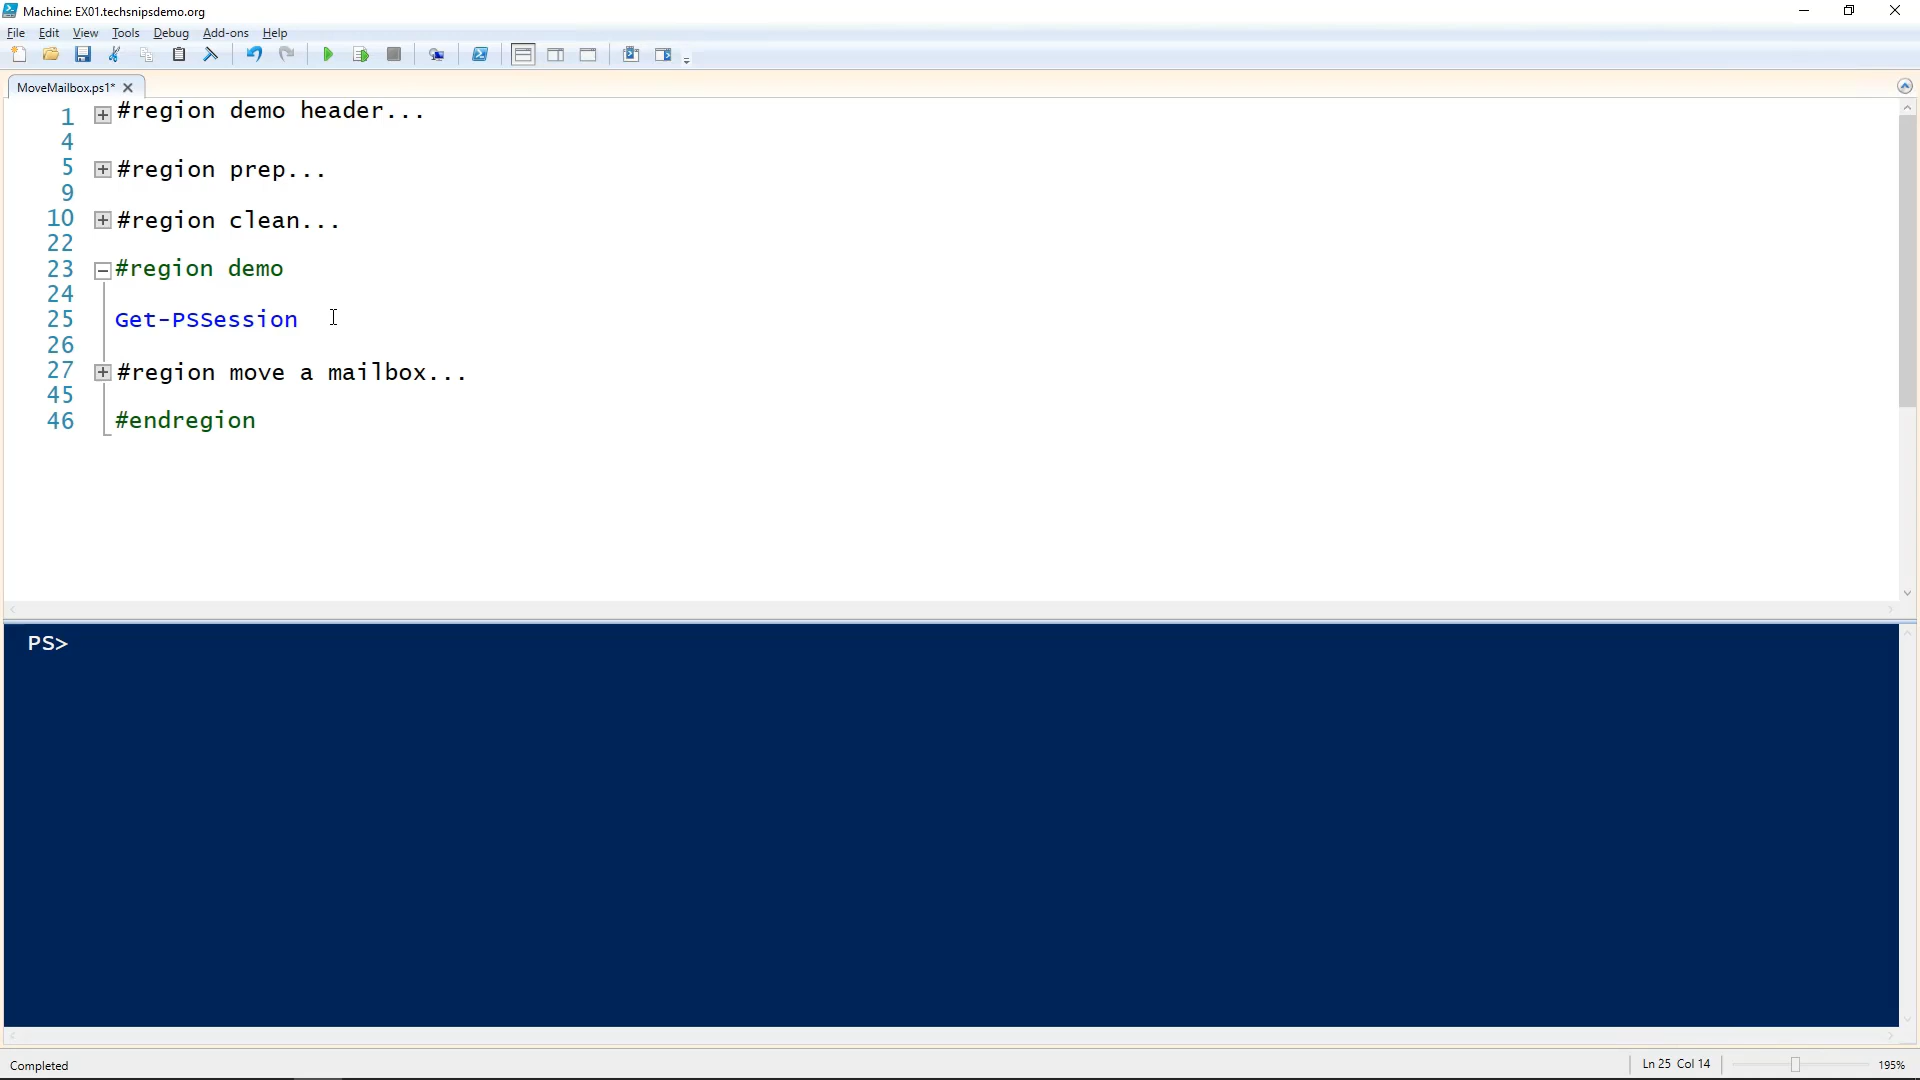 Machine: EX01.techsnipsdemo.org
File Edit View Tools Debug Add-ons Help
MoveMailbox.ps1*
1 #region demo header...
4
5 #region prep...
9
10 #region clean...
22
23 #region demo
24
25 Get-PSSession
26
27 #region move a mailbox...
45
46 #endregion
PS>
Completed
Ln 25 Col 14
195%